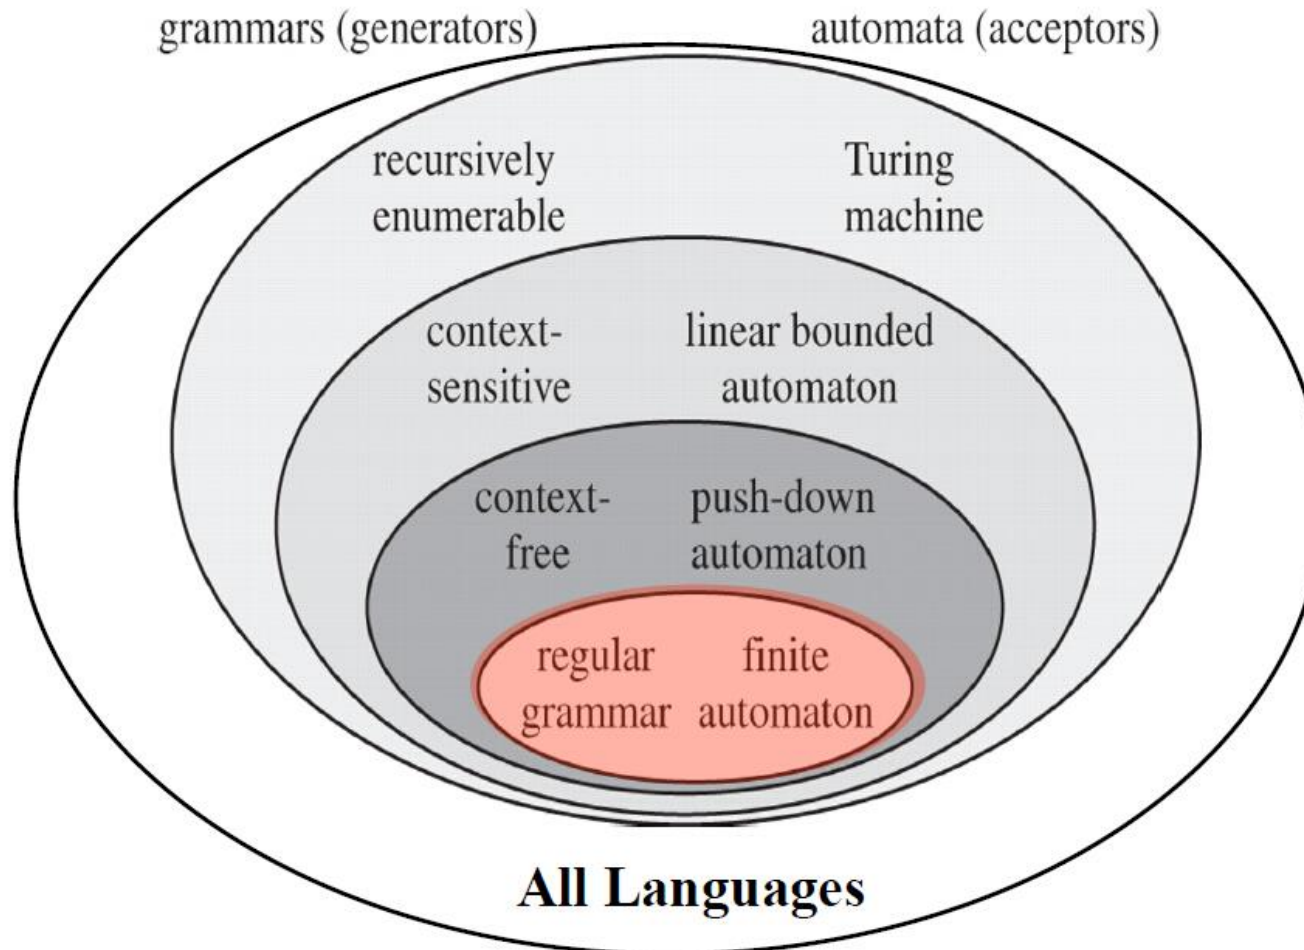 grammars (generators) automata (acceptors)
recursively
enumerable
Turing
machine
context-
sensitive
linear bounded
automaton
context-
free
push-down
automaton
regular
grammar
finite
automaton
All Languages